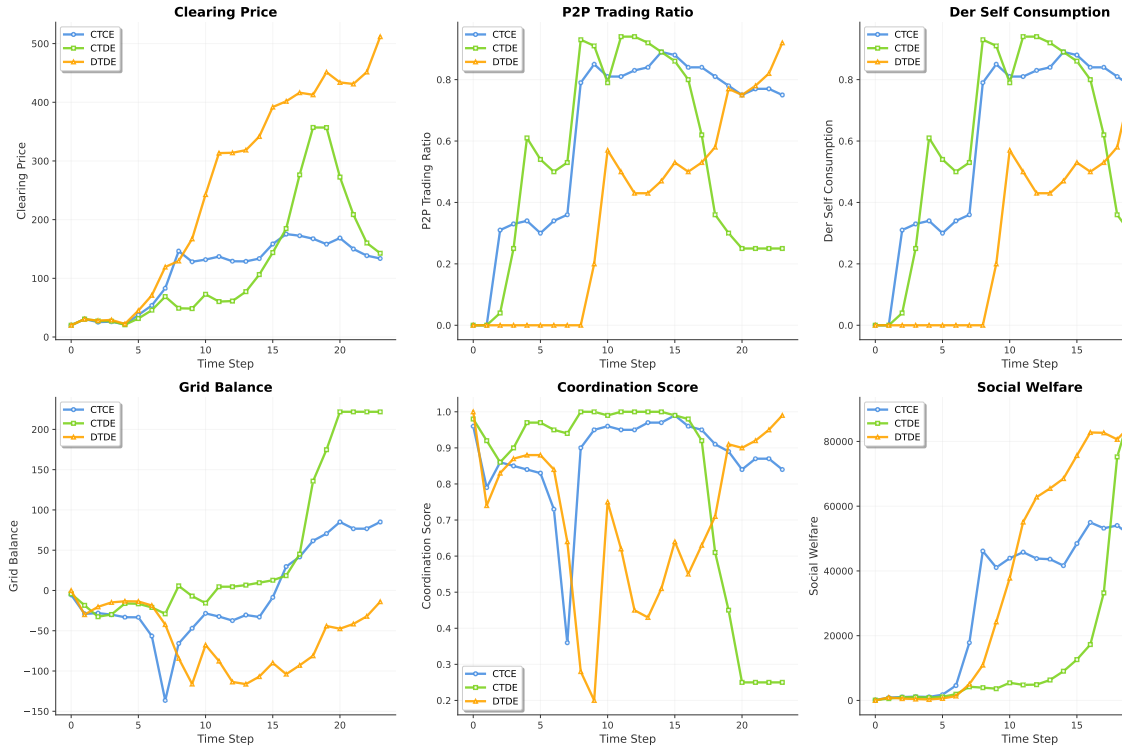 Clearing Price
CTCE
CTDE
DTDE
500
400
300
200
100
0
Clearing Price
0 5 10 15 20
Time Step
P2P Trading Ratio
CTCE
CTDE
DTDE
0.8
0.6
0.4
0.2
0.0
P2P Trading Ratio
0 5 10 15 20
Time Step
Der Self Consumption
CTCE
CTDE
DTDE
0.8
0.6
0.4
0.2
0.0
Der Self Consumption
0 5 10 15
Time Step
Grid Balance
CTCE
CTDE
DTDE
200
150
100
50
0
−50
−100
−150
Grid Balance
0 5 10 15 20
Time Step
Coordination Score
1.0
0.9
0.8
0.7
0.6
0.5
0.4
0.3
0.2
Coordination Score
CTCE
CTDE
DTDE
0 5 10 15 20
Time Step
Social Welfare
CTCE
CTDE
DTDE
80000
60000
40000
20000
0
Social Welfare
0 5 10 15
Time Step